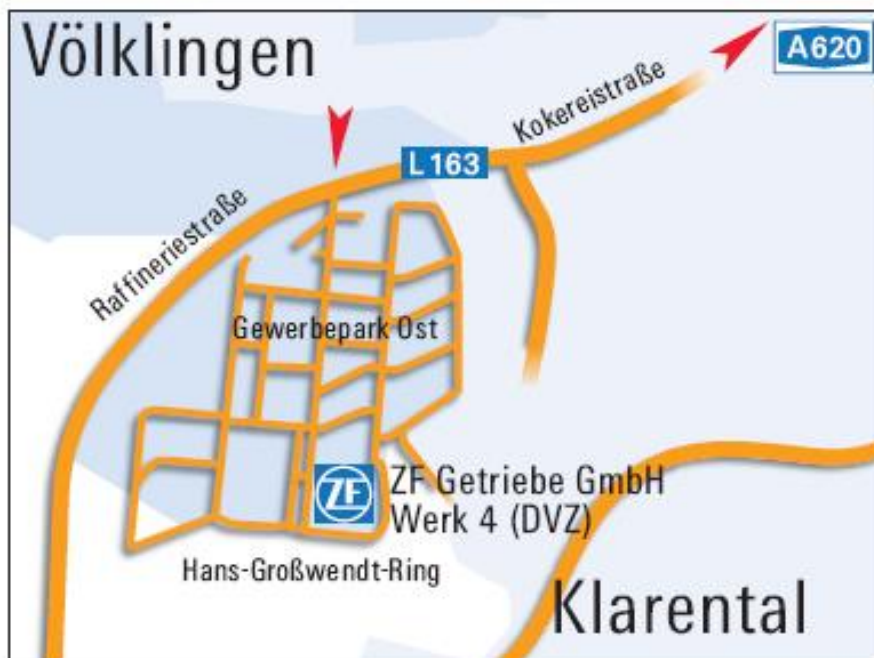 Völklingen
A620
Kokereistraße
L 163
Raffineriestraße
Gewerbepark Ost
ZF
ZF Getriebe GmbH
Werk 4 (DVZ)
Hans-Großwendt-Ring
Klarental